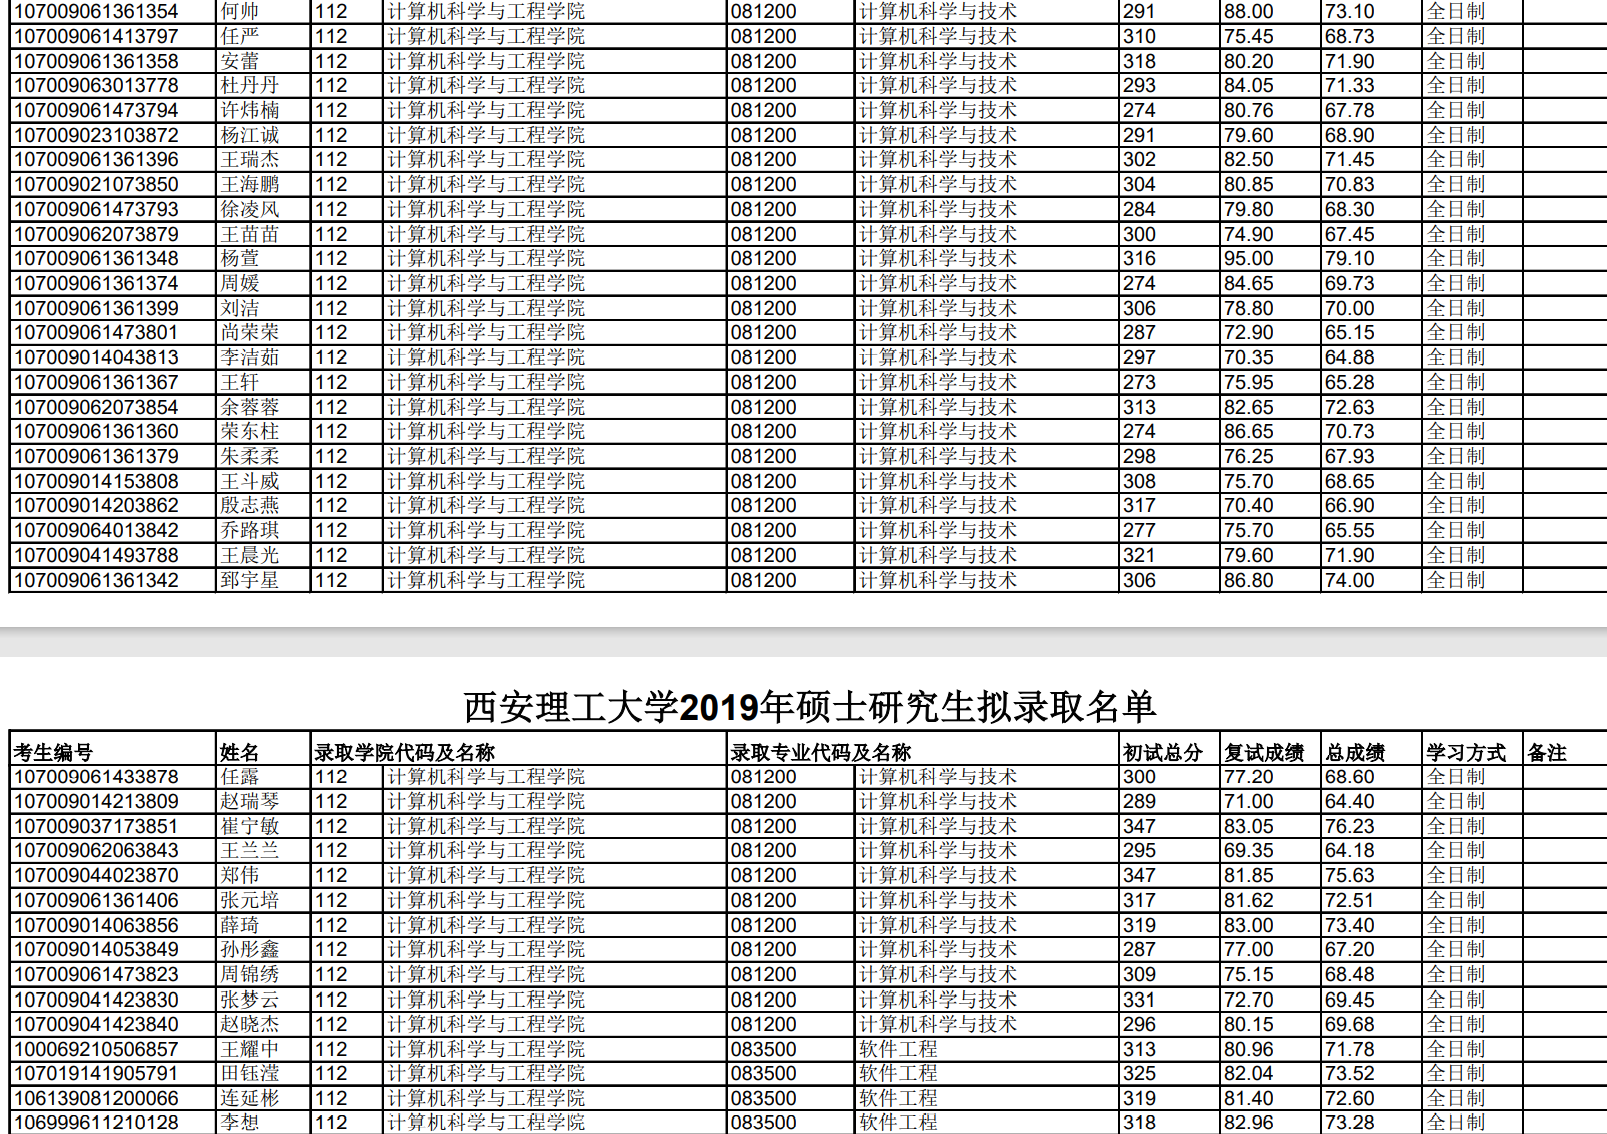 107009061361354 何帅 112 计算机科学与工程学院 081200 计算机科学与技术 291 88.00 73.10 全日制
107009061413797 任严 112 计算机科学与工程学院 081200 计算机科学与技术 310 75.45 68.73 全日制
107009061361358 安蕾 112 计算机科学与工程学院 081200 计算机科学与技术 318 80.20 71.90 全日制
107009063013778 杜丹丹 112 计算机科学与工程学院 081200 计算机科学与技术 293 84.05 71.33 全日制
107009061473794 许炜楠 112 计算机科学与工程学院 081200 计算机科学与技术 274 80.76 67.78 全日制
107009023103872 杨江诚 112 计算机科学与工程学院 081200 计算机科学与技术 291 79.60 68.90 全日制
107009061361396 王瑞杰 112 计算机科学与工程学院 081200 计算机科学与技术 302 82.50 71.45 全日制
107009021073850 王海鹏 112 计算机科学与工程学院 081200 计算机科学与技术 304 80.85 70.83 全日制
107009061473793 徐凌风 112 计算机科学与工程学院 081200 计算机科学与技术 284 79.80 68.30 全日制
107009062073879 王苗苗 112 计算机科学与工程学院 081200 计算机科学与技术 300 74.90 67.45 全日制
107009061361348 杨萱 112 计算机科学与工程学院 081200 计算机科学与技术 316 95.00 79.10 全日制
107009061361374 周媛 112 计算机科学与工程学院 081200 计算机科学与技术 274 84.65 69.73 全日制
107009061361399 刘洁 112 计算机科学与工程学院 081200 计算机科学与技术 306 78.80 70.00 全日制
107009061473801 尚荣荣 112 计算机科学与工程学院 081200 计算机科学与技术 287 72.90 65.15 全日制
107009014043813 李洁茹 112 计算机科学与工程学院 081200 计算机科学与技术 297 70.35 64.88 全日制
107009061361367 王轩 112 计算机科学与工程学院 081200 计算机科学与技术 273 75.95 65.28 全日制
107009062073854 余蓉蓉 112 计算机科学与工程学院 081200 计算机科学与技术 313 82.65 72.63 全日制
107009061361360 荣东柱 112 计算机科学与工程学院 081200 计算机科学与技术 274 86.65 70.73 全日制
107009061361379 朱柔柔 112 计算机科学与工程学院 081200 计算机科学与技术 298 76.25 67.93 全日制
107009014153808 王斗威 112 计算机科学与工程学院 081200 计算机科学与技术 308 75.70 68.65 全日制
107009014203862 殷志燕 112 计算机科学与工程学院 081200 计算机科学与技术 317 70.40 66.90 全日制
107009064013842 乔路琪 112 计算机科学与工程学院 081200 计算机科学与技术 277 75.70 65.55 全日制
107009041493788 王晨光 112 计算机科学与工程学院 081200 计算机科学与技术 321 79.60 71.90 全日制
107009061361342 郅宇星 112 计算机科学与工程学院 081200 计算机科学与技术 306 86.80 74.00 全日制
西安理工大学2019年硕士研究生拟录取名单
考生编号 姓名 录取学院代码及名称 录取专业代码及名称 初试总分 复试成绩 总成绩 学习方式 备注
107009061433878 任露 112 计算机科学与工程学院 081200 计算机科学与技术 300 77.20 68.60 全日制
107009014213809 赵瑞琴 112 计算机科学与工程学院 081200 计算机科学与技术 289 71.00 64.40 全日制
107009037173851 崔宁敏 112 计算机科学与工程学院 081200 计算机科学与技术 347 83.05 76.23 全日制
107009062063843 王兰兰 112 计算机科学与工程学院 081200 计算机科学与技术 295 69.35 64.18 全日制
107009044023870 郑伟 112 计算机科学与工程学院 081200 计算机科学与技术 347 81.85 75.63 全日制
107009061361406 张元培 112 计算机科学与工程学院 081200 计算机科学与技术 317 81.62 72.51 全日制
107009014063856 薛琦 112 计算机科学与工程学院 081200 计算机科学与技术 319 83.00 73.40 全日制
107009014053849 孙彤鑫 112 计算机科学与工程学院 081200 计算机科学与技术 287 77.00 67.20 全日制
107009061473823 周锦绣 112 计算机科学与工程学院 081200 计算机科学与技术 309 75.15 68.48 全日制
107009041423830 张梦云 112 计算机科学与工程学院 081200 计算机科学与技术 331 72.70 69.45 全日制
107009041423840 赵晓杰 112 计算机科学与工程学院 081200 计算机科学与技术 296 80.15 69.68 全日制
100069210506857 王耀中 112 计算机科学与工程学院 083500 软件工程 313 80.96 71.78 全日制
107019141905791 田钰滢 112 计算机科学与工程学院 083500 软件工程 325 82.04 73.52 全日制
106139081200066 连延彬 112 计算机科学与工程学院 083500 软件工程 319 81.40 72.60 全日制
106999611210128 李想 112 计算机科学与工程学院 083500 软件工程 318 82.96 73.28 全日制